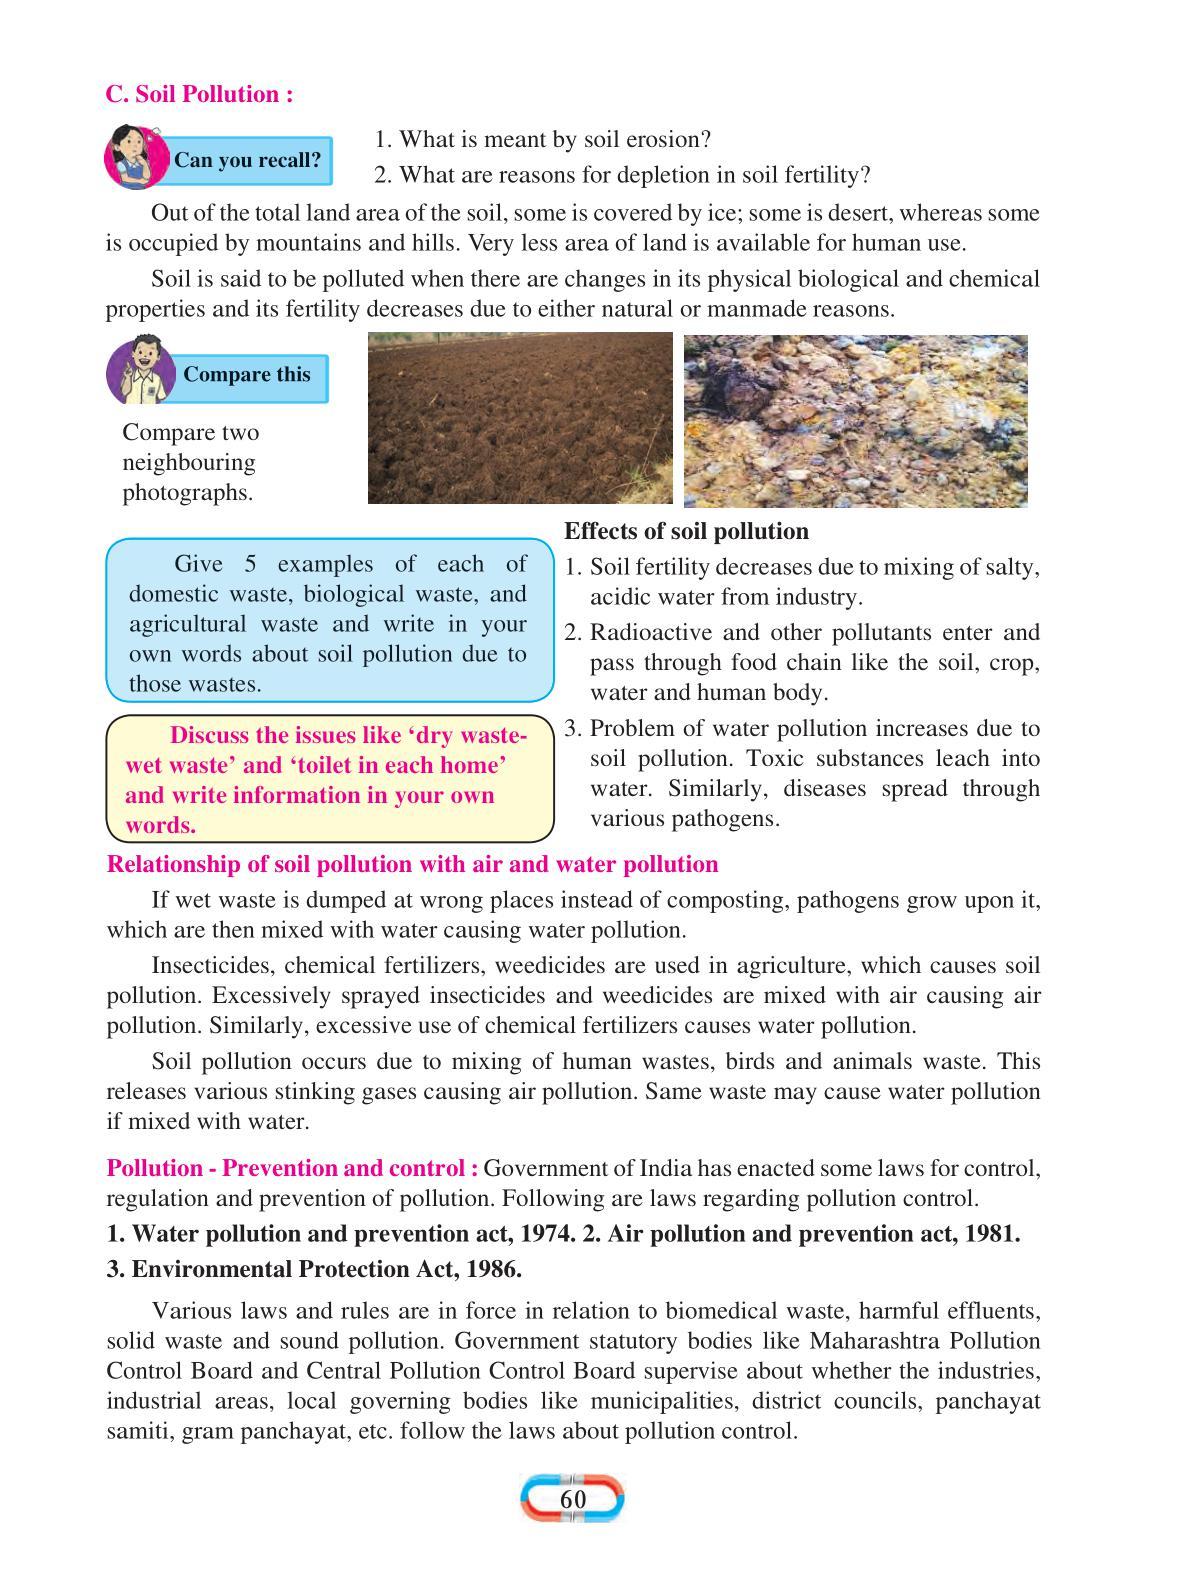 C. Soil Pollution :
Can you recall?
1. What is meant by soil erosion?
2. What are reasons for depletion in soil fertility?
Out of the total land area of the soil, some is covered by ice; some is desert, whereas some
is occupied by mountains and hills. Very less area of land is available for human use.
Soil is said to be polluted when there are changes in its physical biological and chemical
properties and its fertility decreases due to either natural or manmade reasons.
Compare this
Compare two
neighbouring
photographs.
Give 5 examples of each of
domestic waste, biological waste, and
agricultural waste and write in your
own words about soil pollution due to
those wastes.
Discuss the issues like ‘dry waste-
wet waste’ and ‘toilet in each home’
and write information in your own
words.
Effects of soil pollution
1. Soil fertility decreases due to mixing of salty,
acidic water from industry.
2. Radioactive and other pollutants enter and
pass through food chain like the soil, crop,
water and human body.
3. Problem of water pollution increases due to
soil pollution. Toxic substances leach into
water. Similarly, diseases spread through
various pathogens.
Relationship of soil pollution with air and water pollution
If wet waste is dumped at wrong places instead of composting, pathogens grow upon it,
which are then mixed with water causing water pollution.
Insecticides, chemical fertilizers, weedicides are used in agriculture, which causes soil
pollution. Excessively sprayed insecticides and weedicides are mixed with air causing air
pollution. Similarly, excessive use of chemical fertilizers causes water pollution.
Soil pollution occurs due to mixing of human wastes, birds and animals waste. This
releases various stinking gases causing air pollution. Same waste may cause water pollution
if mixed with water.
Pollution - Prevention and control : Government of India has enacted some laws for control,
regulation and prevention of pollution. Following are laws regarding pollution control.
1. Water pollution and prevention act, 1974. 2. Air pollution and prevention act, 1981.
3. Environmental Protection Act, 1986.
Various laws and rules are in force in relation to biomedical waste, harmful effluents,
solid waste and sound pollution. Government statutory bodies like Maharashtra Pollution
Control Board and Central Pollution Control Board supervise about whether the industries,
industrial areas, local governing bodies like municipalities, district councils, panchayat
samiti, gram panchayat, etc. follow the laws about pollution control.
60